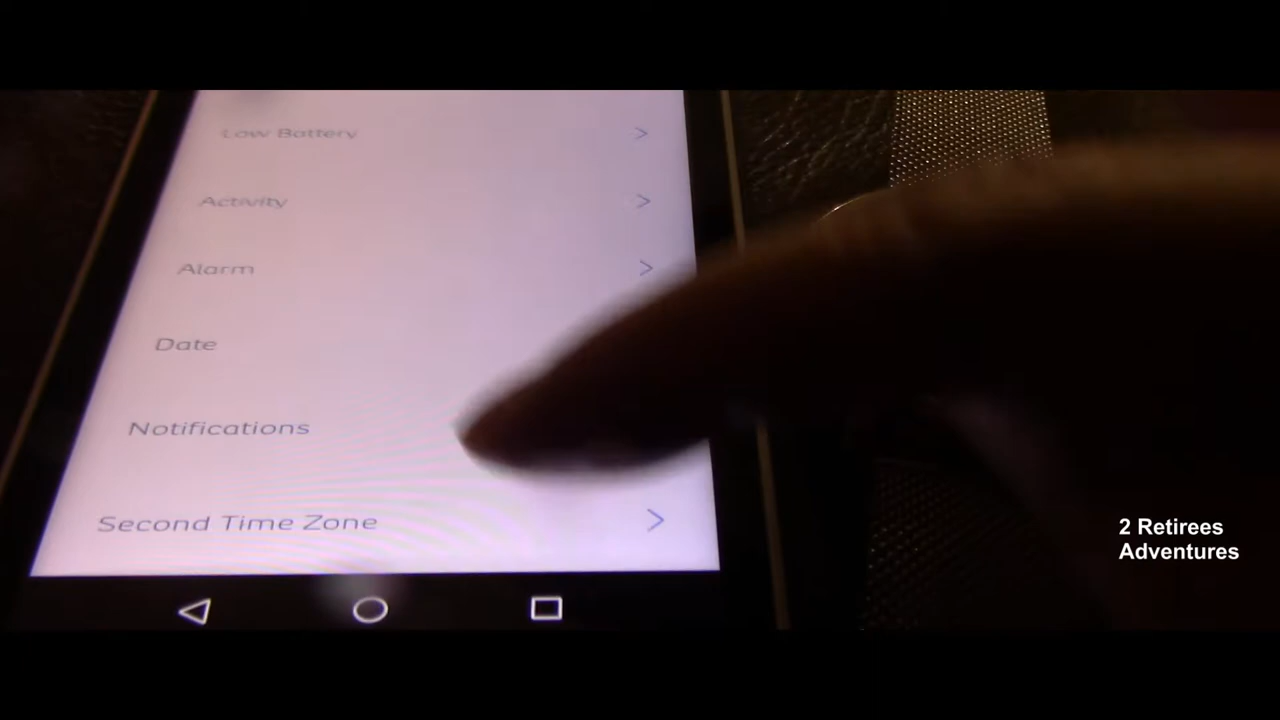 Low Battery
Activity
Alarm
Date
Notifications
Second Time Zone
2 Retirees
Adventures